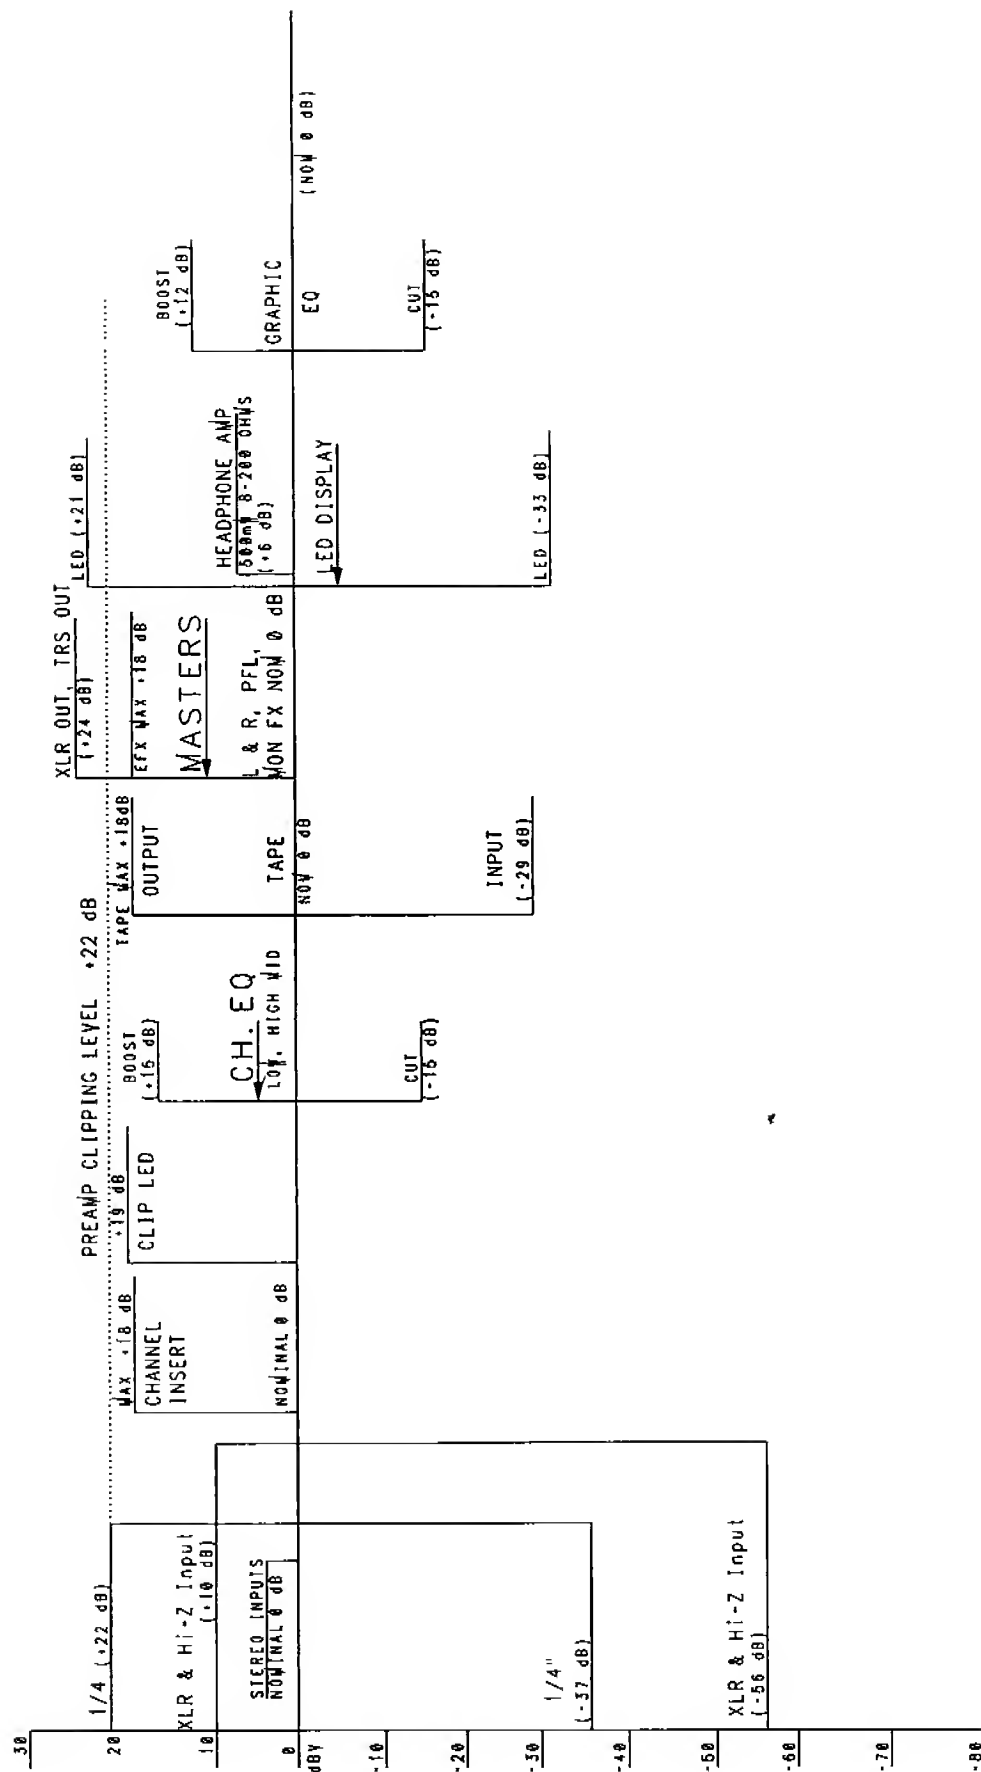 30
20
10
0
dBV
-10
-20
-30
-40
-50
-60
-70
-80
1/4 (+22 dB)
XLR & Hi-Z Input
(+10 dB)
STEREO INPUTS
NOMINAL 0 dB
1/4"
(-37 dB)
XLR & Hi-Z Input
(-56 dB)
MAX +18 dB
CHANNEL
INSERT
NOMINAL 0 dB
PREAMP CLIPPING LEVEL +22 dB
+19 dB
CLIP LED
BOOST
(+15 dB)
CH. EQ
LOW, HIGH MID
CUT
(-15 dB)
TAPE MAX +18dB
OUTPUT
TAPE
NOM 0 dB
INPUT
(-29 dB)
XLR OUT, TRS OUT
(+24 dB)
EFX MAX +18 dB
MASTERS
L & R, PFL,
MON FX NOM 0 dB
LED (+21 dB)
HEADPHONE AMP
(500mW 8-200 OHMS
(+6 dB)
LED DISPLAY
LED (-33 dB)
BOOST
(+12 dB)
GRAPHIC
EQ
CUT
(-15 dB)
(NOM 0 dB)